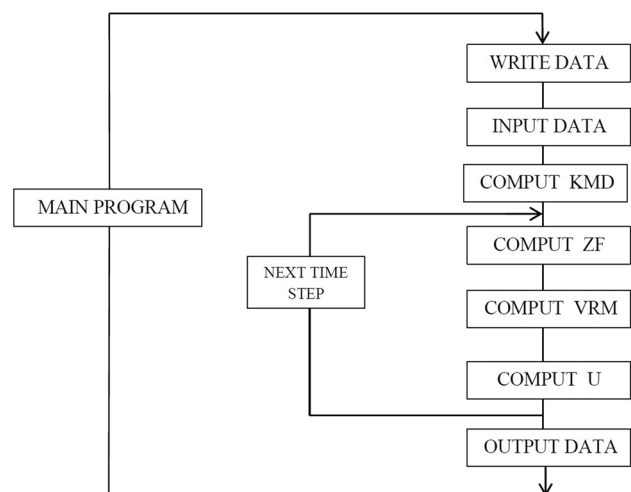 WRITE DATA
INPUT DATA
COMPUT KMD
MAIN PROGRAM
COMPUT ZF
NEXT TIME
STEP
COMPUT VRM
COMPUT U
OUTPUT DATA